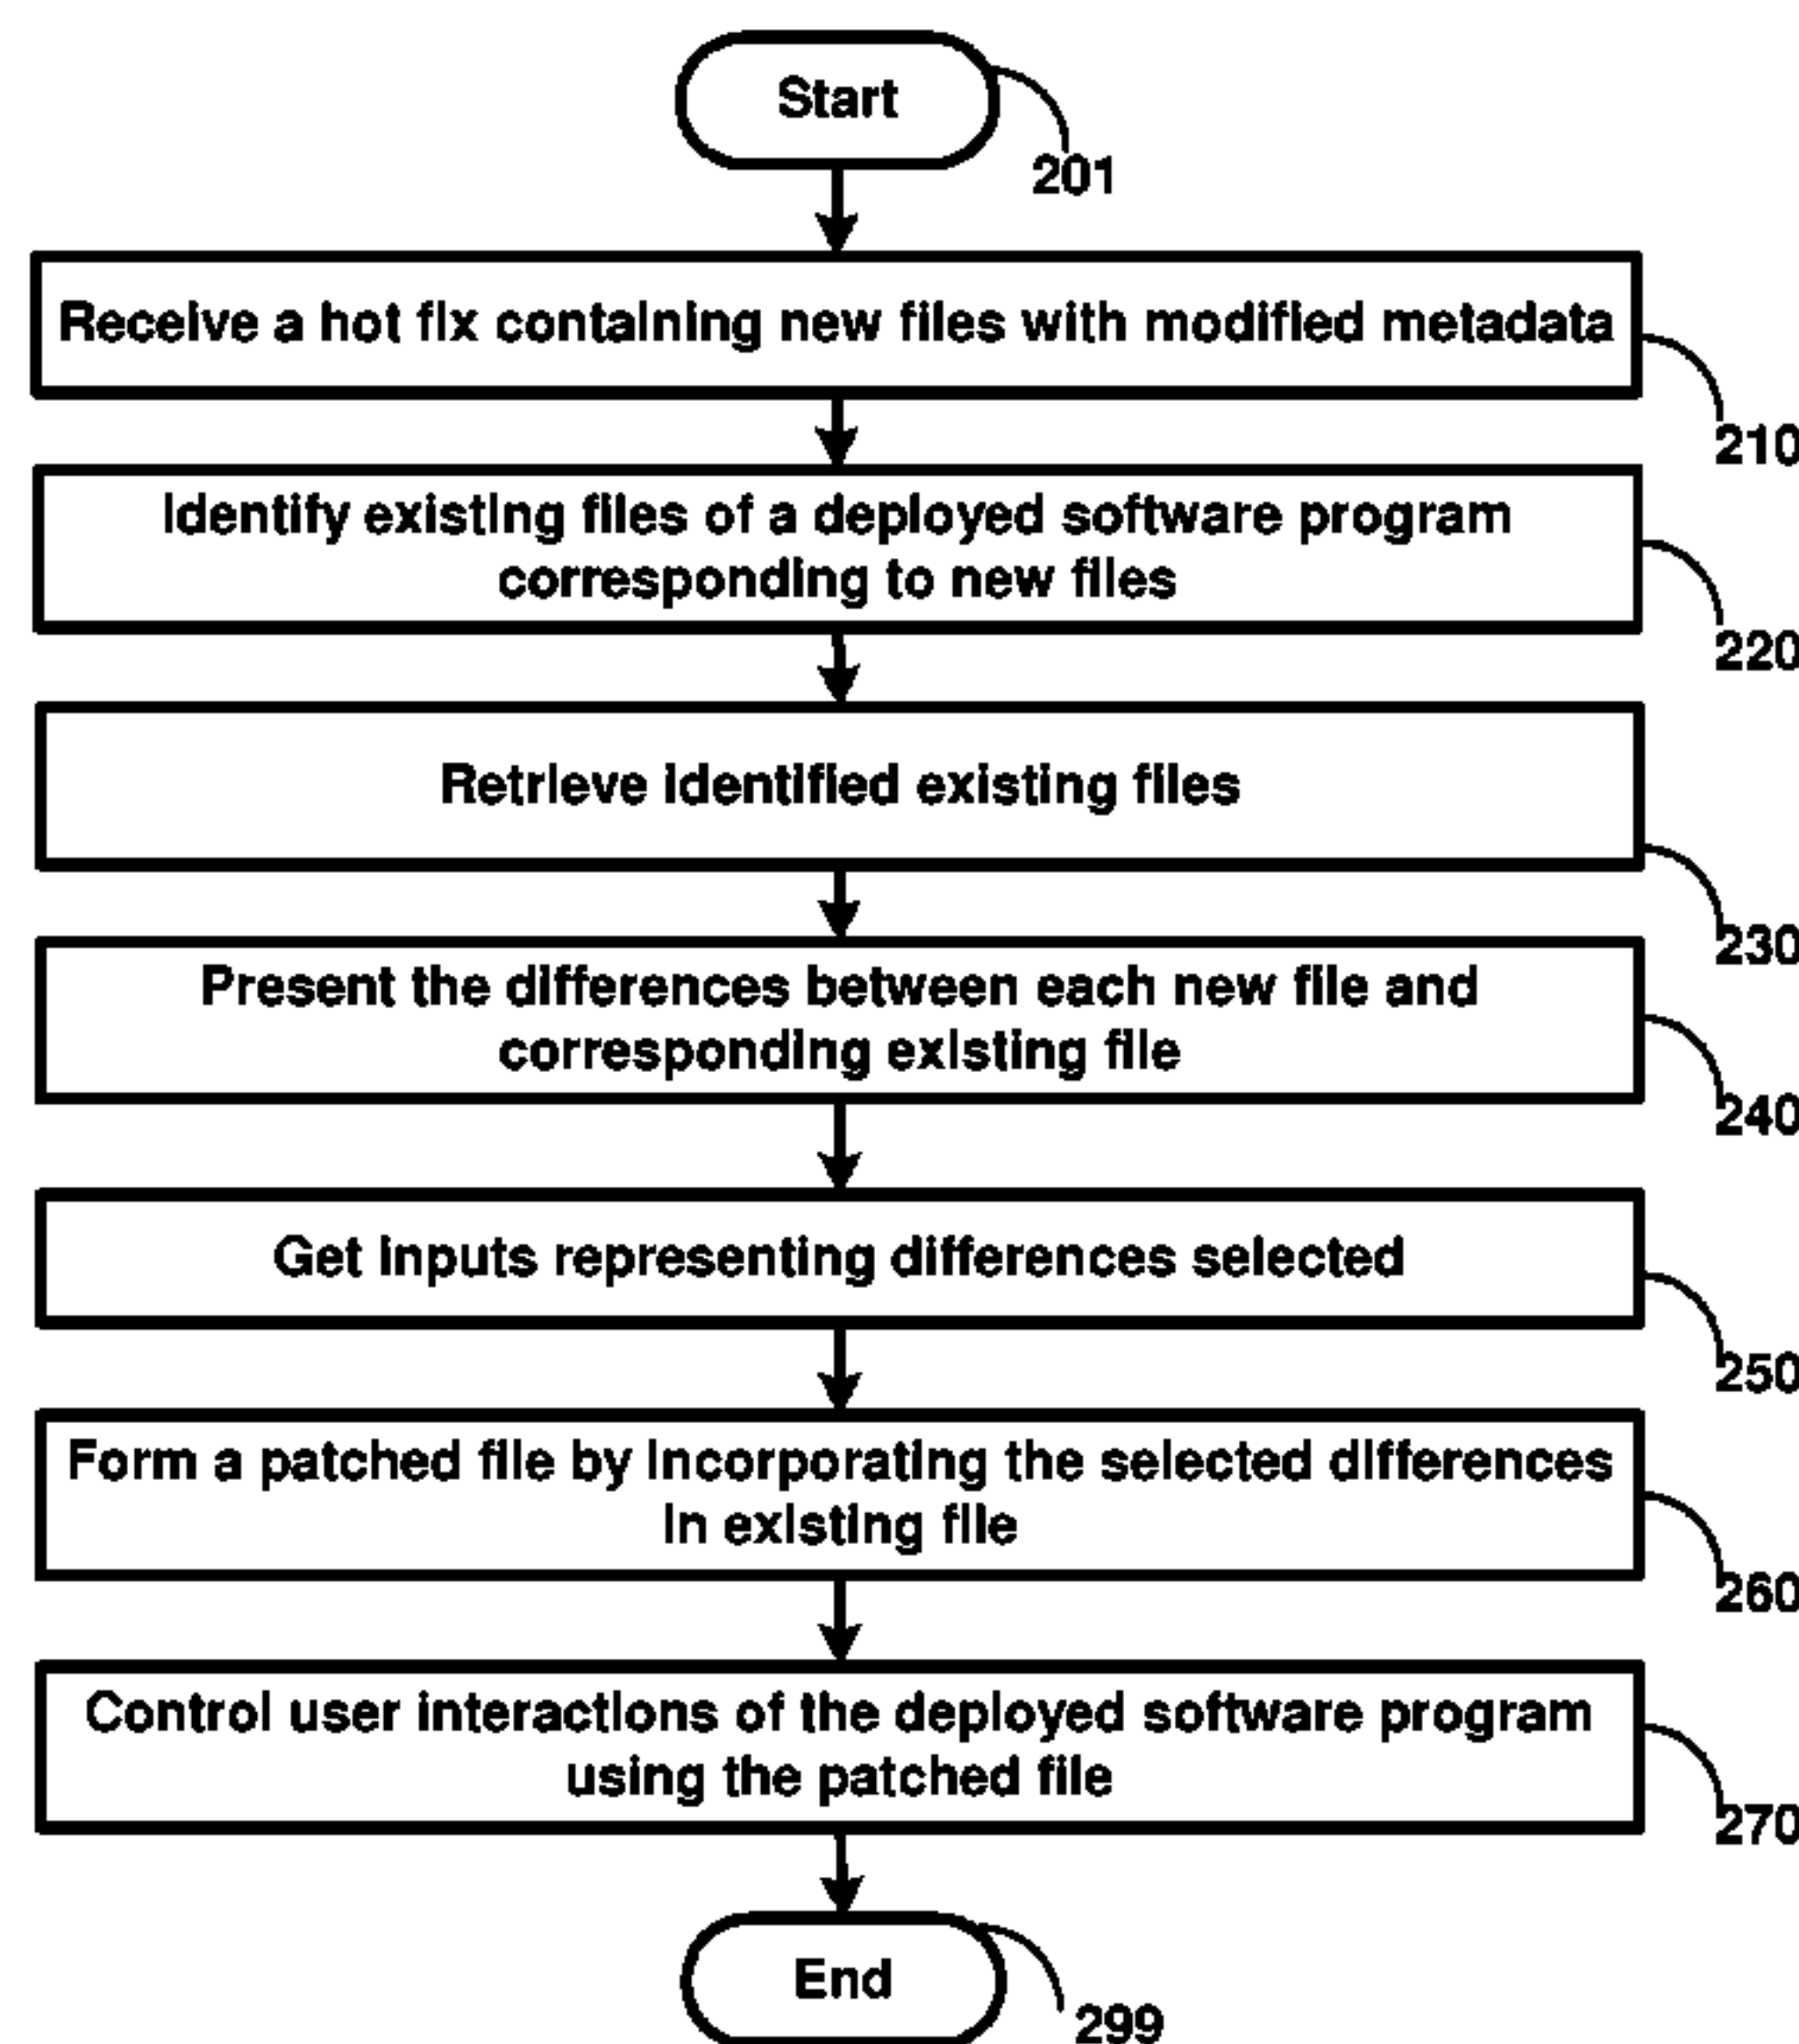 Start
201
Receive a hot fix containing new files with modified metadata
210
Identify existing files of a deployed software program
corresponding to new files
220
Retrieve identified existing files
230
Present the differences between each new file and
corresponding existing file
240
Get inputs representing differences selected
250
Form a patched file by incorporating the selected differences
in existing file
260
Control user interactions of the deployed software program
using the patched file
270
End
299